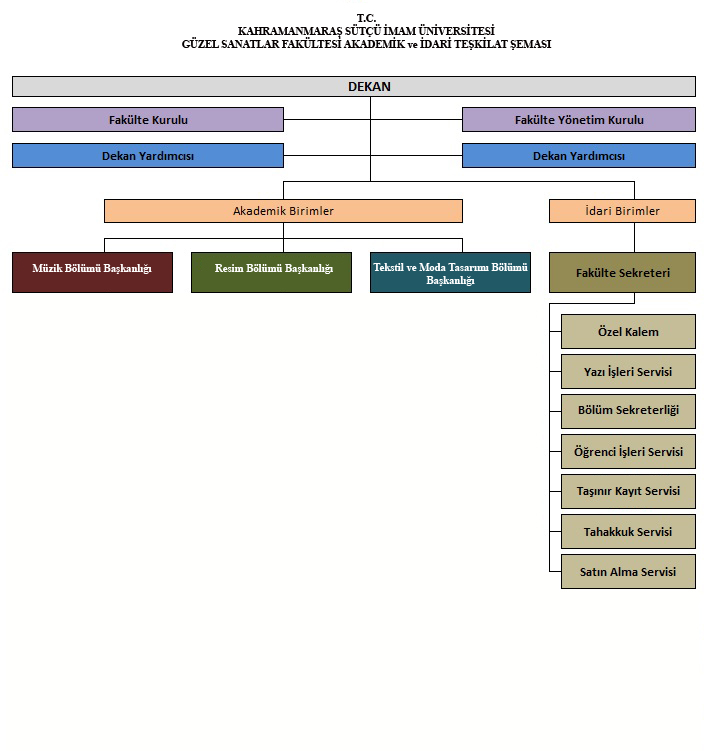 T.C.
KAHRAMANMARAŞ SÜTÇÜ İMAM ÜNİVERSİTESİ
GÜZEL SANATLAR FAKÜLTESİ AKADEMİK ve İDARİ TEŞKİLAT ŞEMASI
DEKAN
Fakülte Kurulu
Fakülte Yönetim Kurulu
Dekan Yardımcısı
Dekan Yardımcısı
Akademik Birimler
İdari Birimler
Müzik Bölümü Başkanlığı
Resim Bölümü Başkanlığı
Tekstil ve Moda Tasarımı Bölümü
Başkanlığı
Fakülte Sekreteri
Özel Kalem
Yazı İşleri Servisi
Bölüm Sekreterliği
Öğrenci İşleri Servisi
Taşınır Kayıt Servisi
Tahakkuk Servisi
Satın Alma Servisi